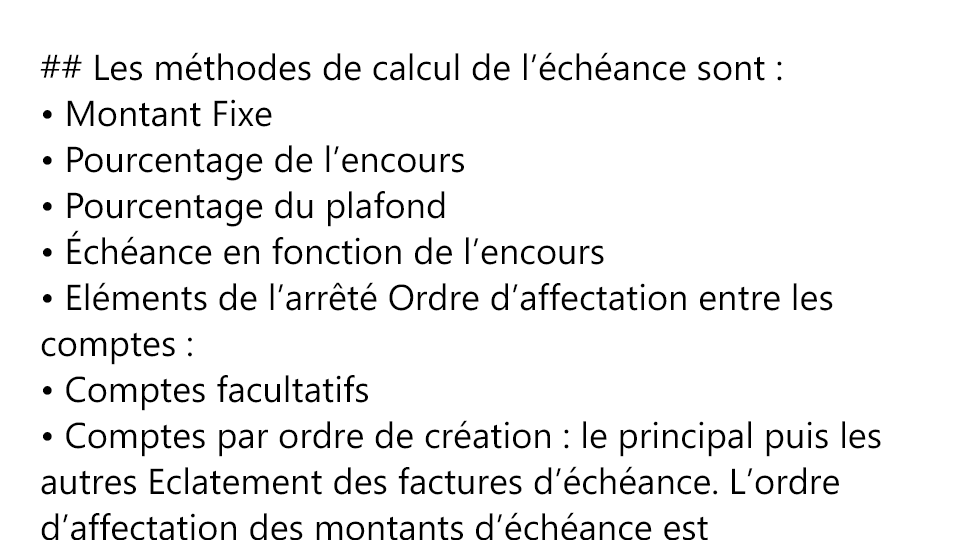 ## Les méthodes de calcul de l’échéance sont :
• Montant Fixe
• Pourcentage de l’encours
• Pourcentage du plafond
• Échéance en fonction de l’encours
• Eléments de l’arrêté Ordre d’affectation entre les
comptes :
• Comptes facultatifs
• Comptes par ordre de création : le principal puis les
autres Eclatement des factures d’échéance. L’ordre
d’affectation des montants d’échéance est